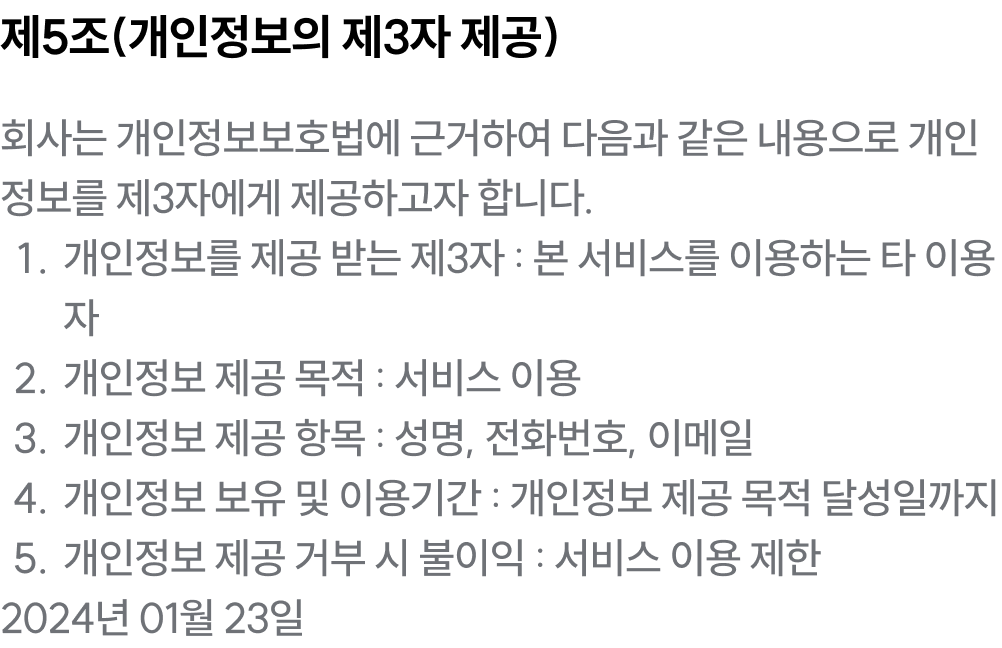 제5조(개인정보의 제3자 제공)
회사는 개인정보보호법에 근거하여 다음과 같은 내용으로 개인
정보를 제3자에게 제공하고자 합니다.
1. 개인정보를 제공 받는 제3자 : 본 서비스를 이용하는 타 이용
자
2. 개인정보 제공 목적 : 서비스 이용
3. 개인정보 제공 항목 : 성명, 전화번호, 이메일
4. 개인정보 보유 및 이용기간 : 개인정보 제공 목적 달성일까지
5. 개인정보 제공 거부 시 불이익 : 서비스 이용 제한
2024년 01월 23일